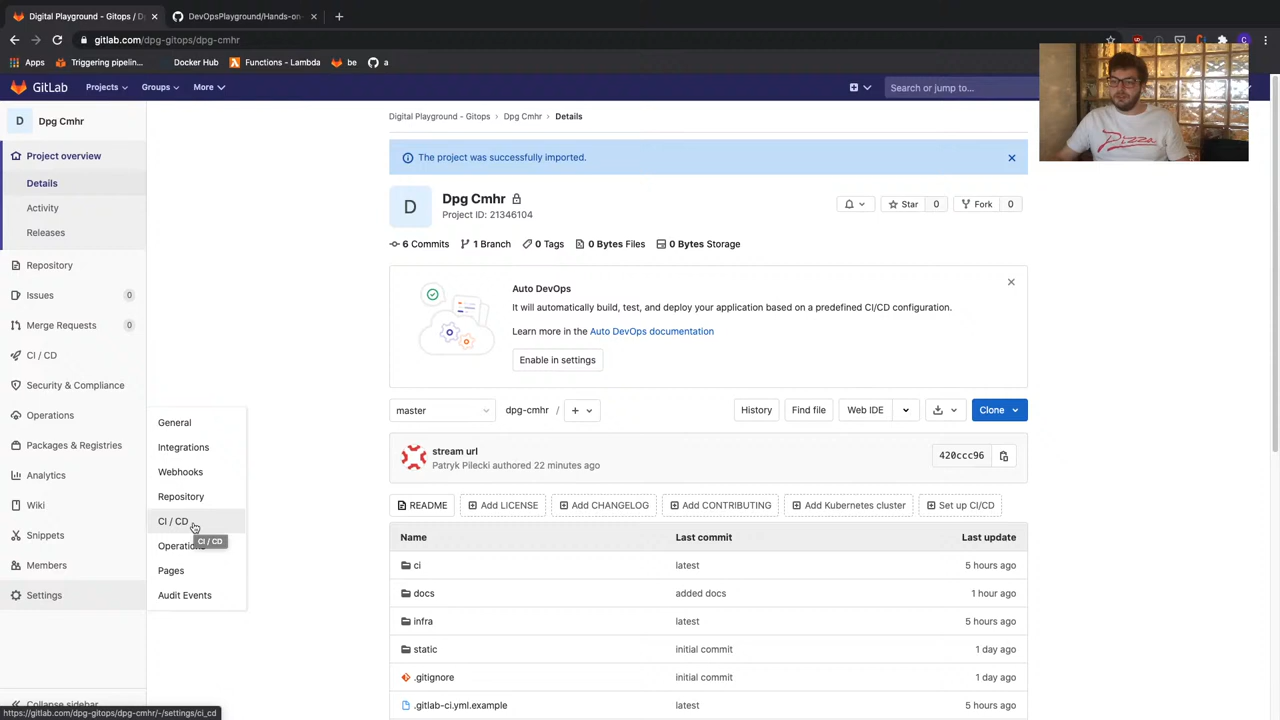 Digital Playground - Gitops / D
DevOpsPlayground/Hands-on
gitlab.com/dpg-gitops/dpg-cmhr
Apps
Triggering pipelin...
Docker Hub
Functions - Lambda
be
a
GitLab
Projects
Groups
More
Search or jump to...
D
Dpg Cmhr
Project overview
Details
Activity
Releases
Repository
Issues
0
Merge Requests
0
CI / CD
Security & Compliance
Operations
Packages & Registries
Analytics
Wiki
Snippets
Members
Settings
Collapse sidebar
https://gitlab.com/dpg-gitops/dpg-cmhr/-/settings/ci_cd
General
Integrations
Webhooks
Repository
CI / CD
CI / CD
Operations
Pages
Audit Events
Digital Playground - Gitops
Dpg Cmhr
Details
The project was successfully imported.
D
Dpg Cmhr
Project ID: 21346104
Star
0
Fork
0
6 Commits
1 Branch
0 Tags
0 Bytes Files
0 Bytes Storage
Auto DevOps
It will automatically build, test, and deploy your application based on a predefined CI/CD configuration.
Learn more in the Auto DevOps documentation
Enable in settings
master
dpg-cmhr /
History
Find file
Web IDE
Clone
stream url
Patryk Pilecki authored 22 minutes ago
420ccc96
README
Add LICENSE
Add CHANGELOG
Add CONTRIBUTING
Add Kubernetes cluster
Set up CI/CD
Name
Last commit
Last update
ci
latest
5 hours ago
docs
added docs
1 hour ago
infra
latest
5 hours ago
static
initial commit
1 day ago
.gitignore
initial commit
1 day ago
.gitlab-ci.yml.example
latest
5 hours ago
Pizza